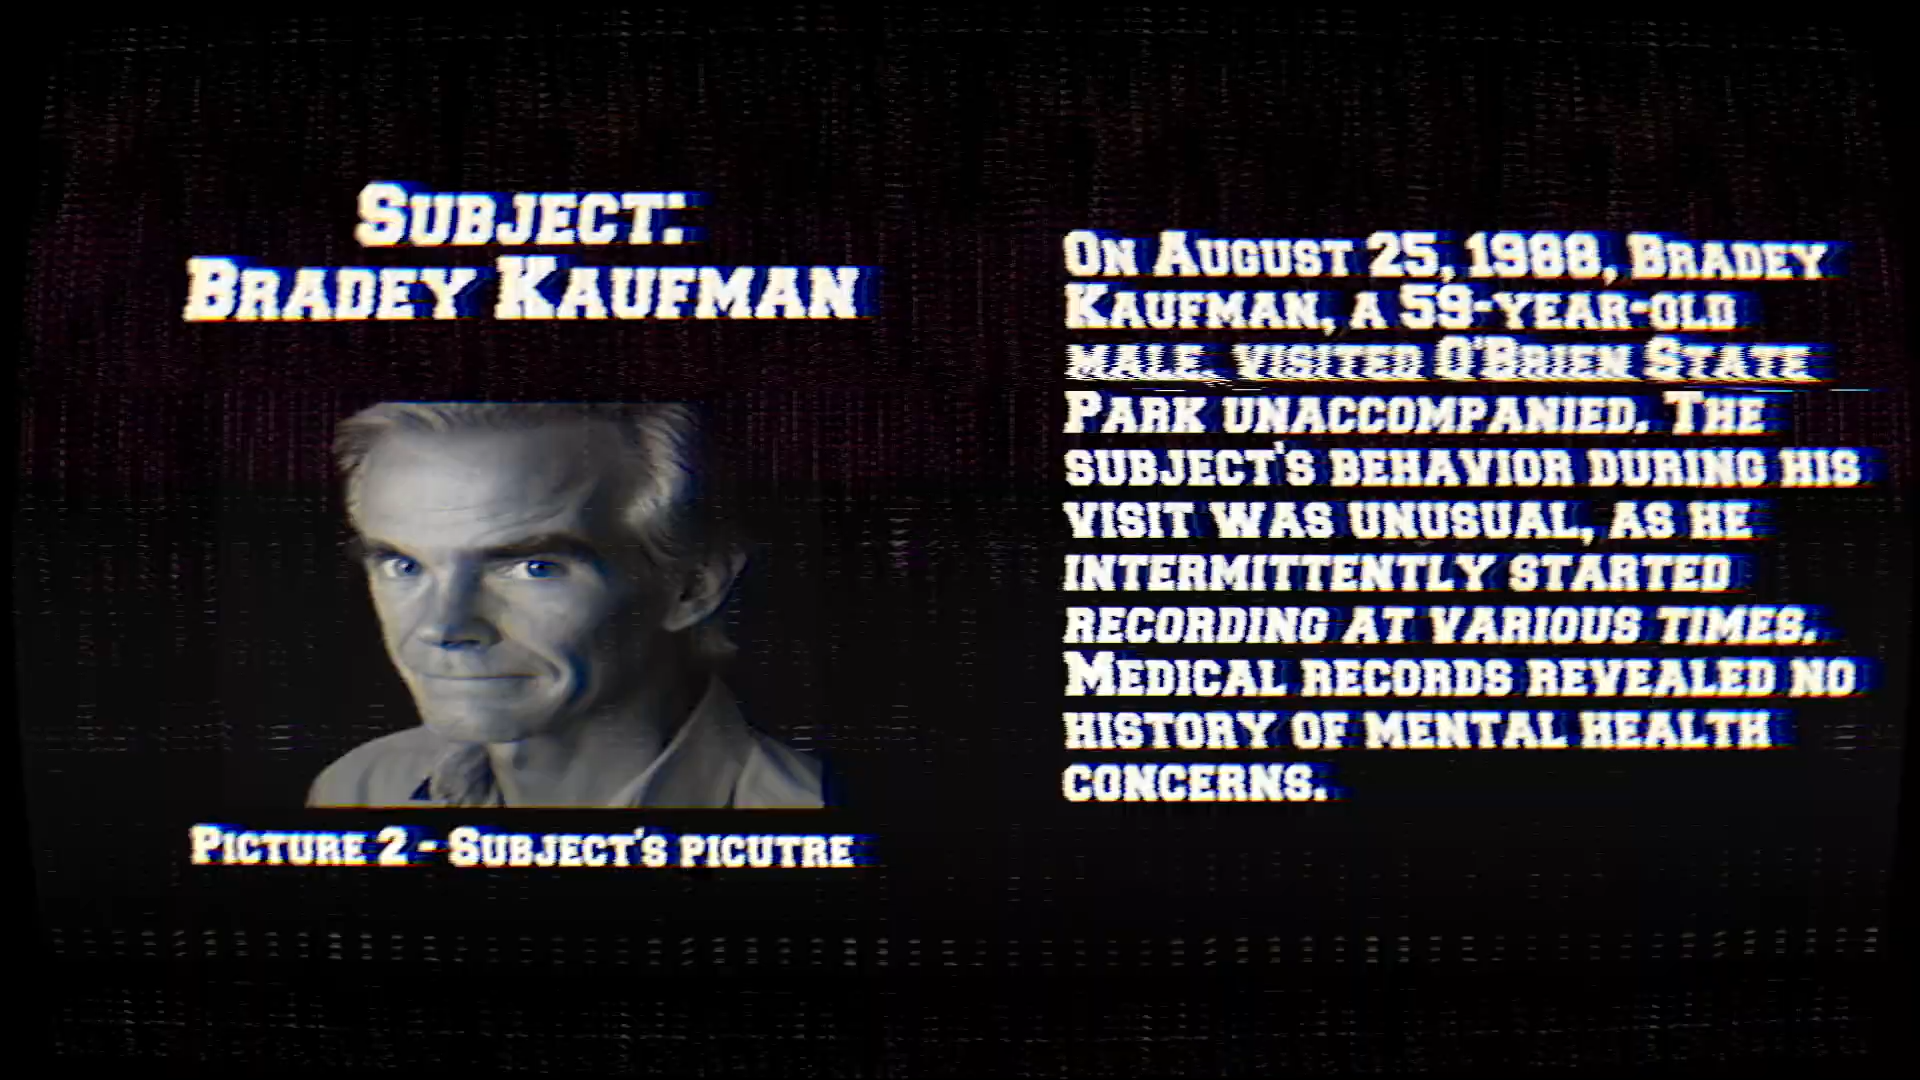 Subject:
Bradey Kaufman
On August 25, 1988, Bradey
Kaufman, a 59-year-old
male, visited O'Brien State
Park unaccompanied. The
subject's behavior during his
visit was unusual, as he
intermittently started
recording at various times.
Medical records revealed no
history of mental health
concerns.
Picture 2 - Subject's picutre